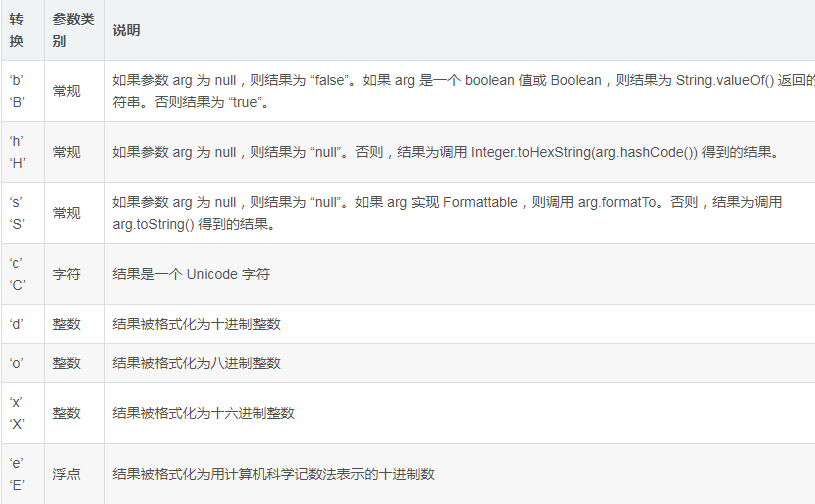 转 参数类 说明
换 别
‘b’ 常规 如果参数 arg 为 null，则结果为 “false”。如果 arg 是一个 boolean 值或 Boolean，则结果为 String.valueOf() 返回的
‘B’ 符串。否则结果为 “true”。
‘h’ 常规 如果参数 arg 为 null，则结果为 “null”。否则，结果为调用 Integer.toHexString(arg.hashCode()) 得到的结果。
‘H’
‘s’ 常规 如果参数 arg 为 null，则结果为 “null”。如果 arg 实现 Formattable，则调用 arg.formatTo。否则，结果为调用
‘S’ arg.toString() 得到的结果。
‘c’ 字符 结果是一个 Unicode 字符
‘C’
‘d’ 整数 结果被格式化为十进制整数
‘o’ 整数 结果被格式化为八进制整数
‘x’ 整数 结果被格式化为十六进制整数
‘X’
‘e’ 浮点 结果被格式化为用计算机科学记数法表示的十进制数
‘E’